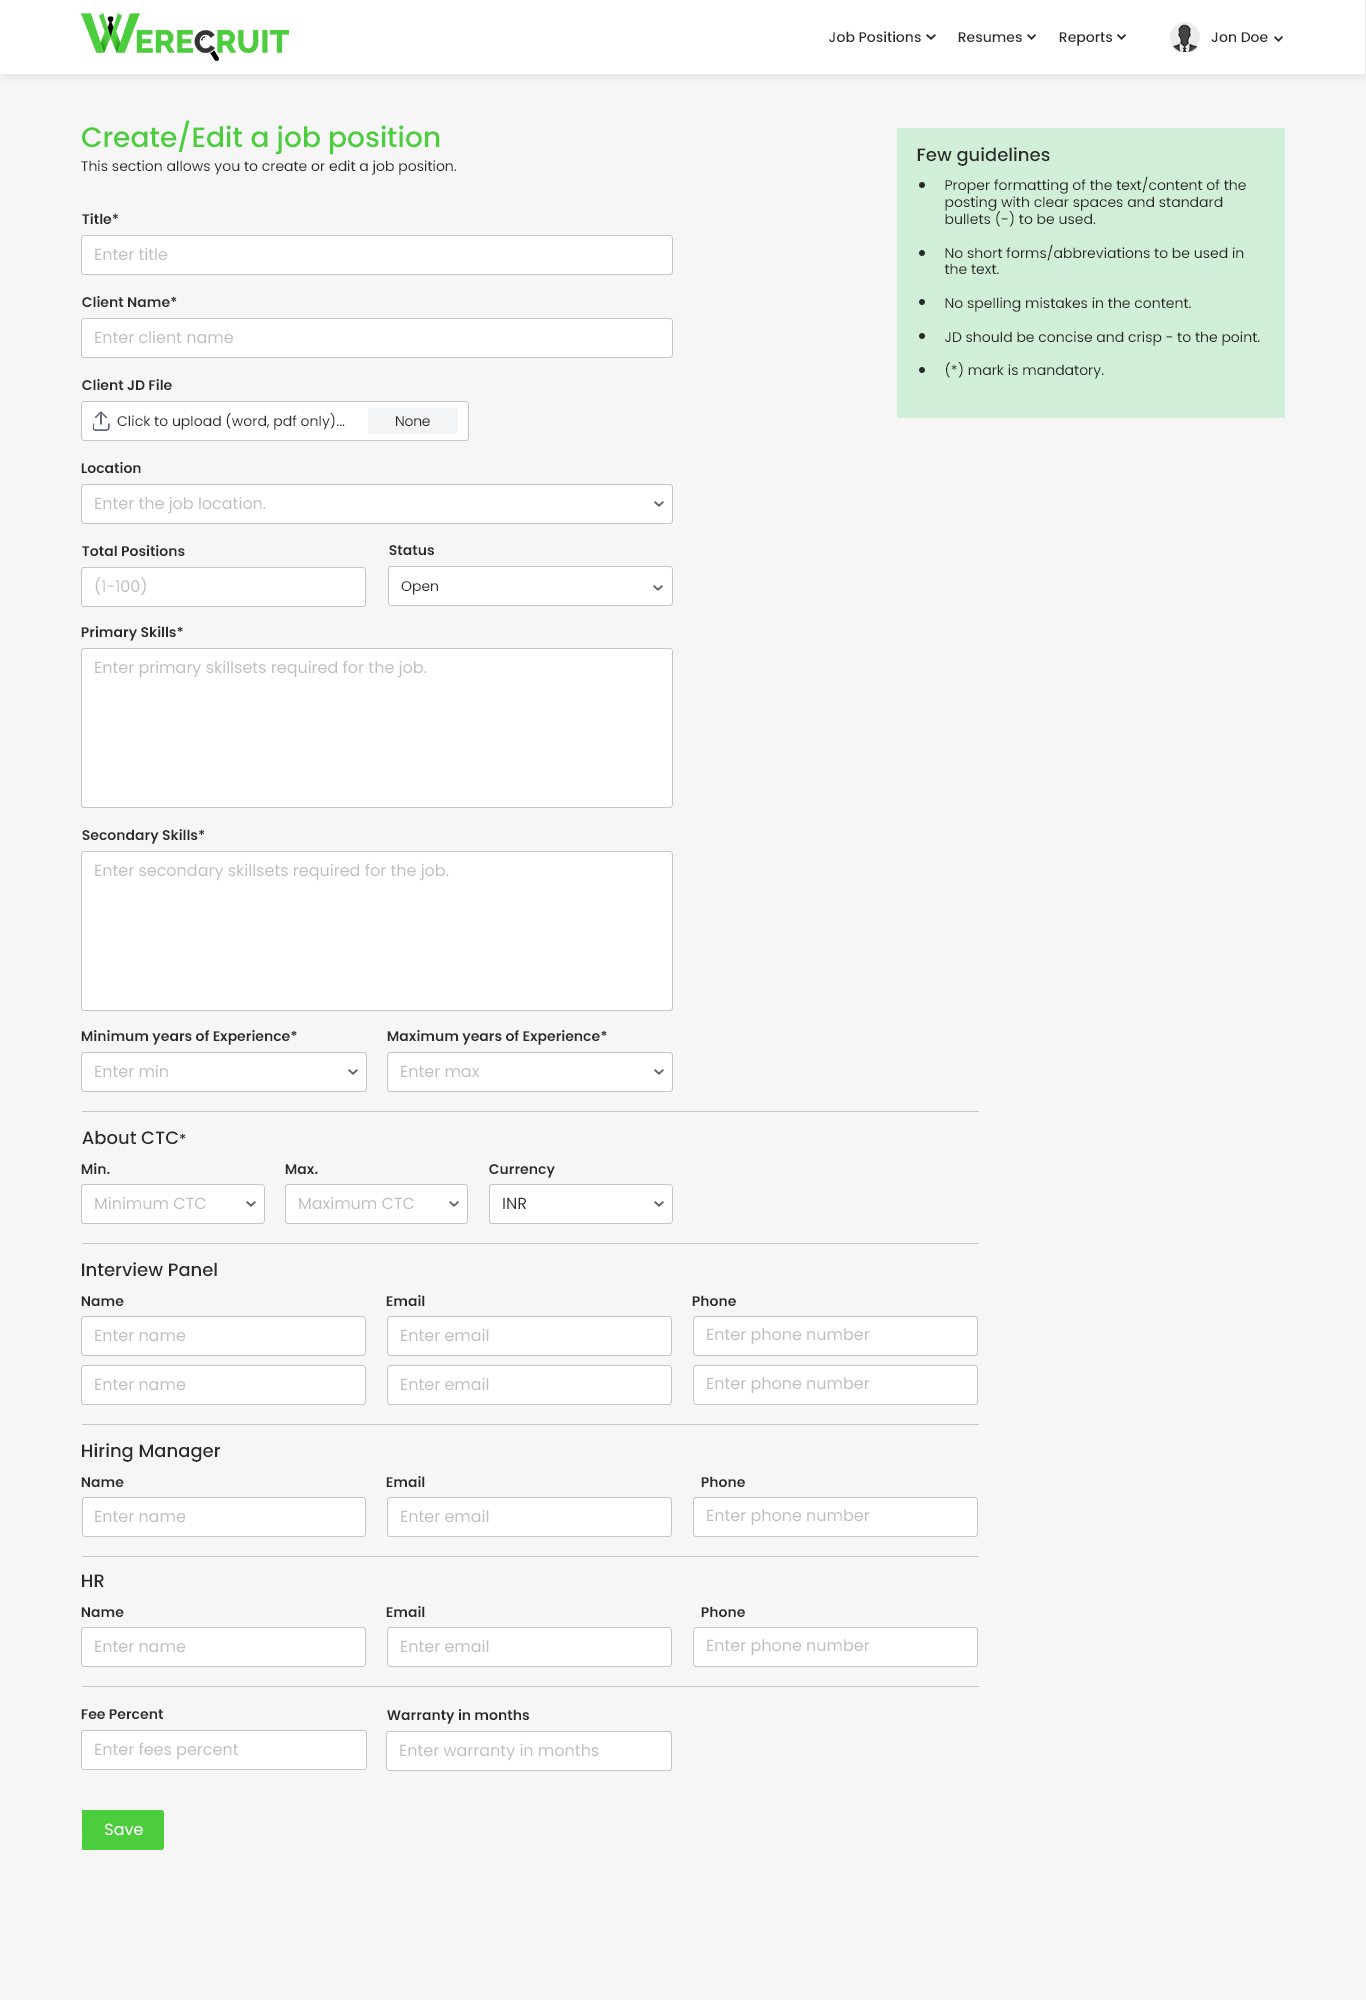 WERECRUIT
Job Positions Resumes Reports Jon Doe
Create/Edit a job position
This section allows you to create or edit a job position.
Few guidelines
• Proper formatting of the text/content of the
posting with clear spaces and standard
bullets (-) to be used.
• No short forms/abbreviations to be used in
the text.
• No spelling mistakes in the content.
• JD should be concise and crisp - to the point.
• (*) mark is mandatory.
Title*
Enter title
Client Name*
Enter client name
Client JD File
Click to upload (word, pdf only)... None
Location
Enter the job location.
Total Positions Status
(1-100) Open
Primary Skills*
Enter primary skillsets required for the job.
Secondary Skills*
Enter secondary skillsets required for the job.
Minimum years of Experience* Maximum years of Experience*
Enter min Enter max
About CTC*
Min. Max. Currency
Minimum CTC Maximum CTC INR
Interview Panel
Name Email Phone
Enter name Enter email Enter phone number
Enter name Enter email Enter phone number
Hiring Manager
Name Email Phone
Enter name Enter email Enter phone number
HR
Name Email Phone
Enter name Enter email Enter phone number
Fee Percent Warranty in months
Enter fees percent Enter warranty in months
Save